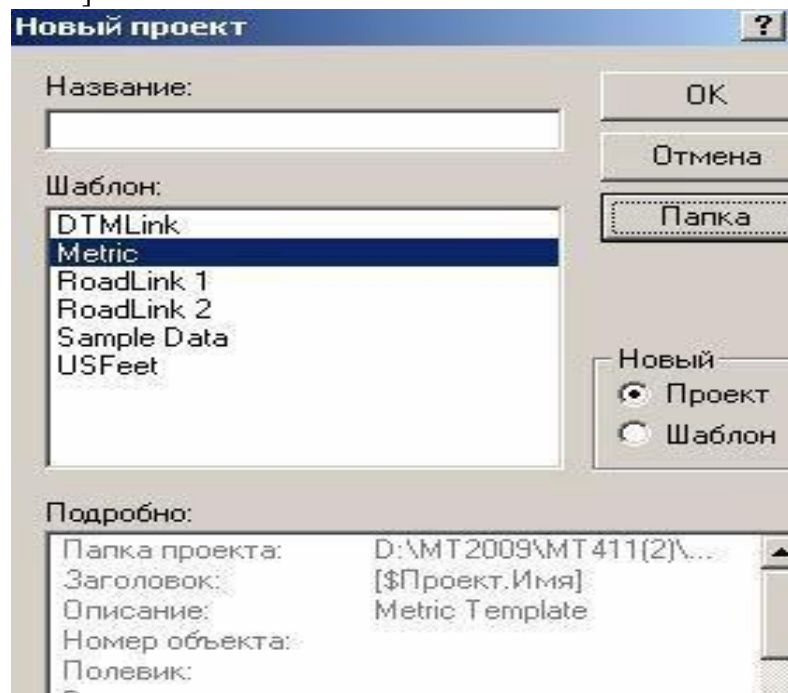 ]
Новый проект
?
Название:
OK
Отмена
Шаблон:
Папка
DTMLink
Metric
RoadLink 1
RoadLink 2
Sample Data
USFeet
Новый
Проект
Шаблон
Подробно:
Папка проекта: D:\MT2009\MT411(2)\...
Заголовок: [$Проект.Имя]
Описание: Metric Template
Номер объекта:
Полевик: